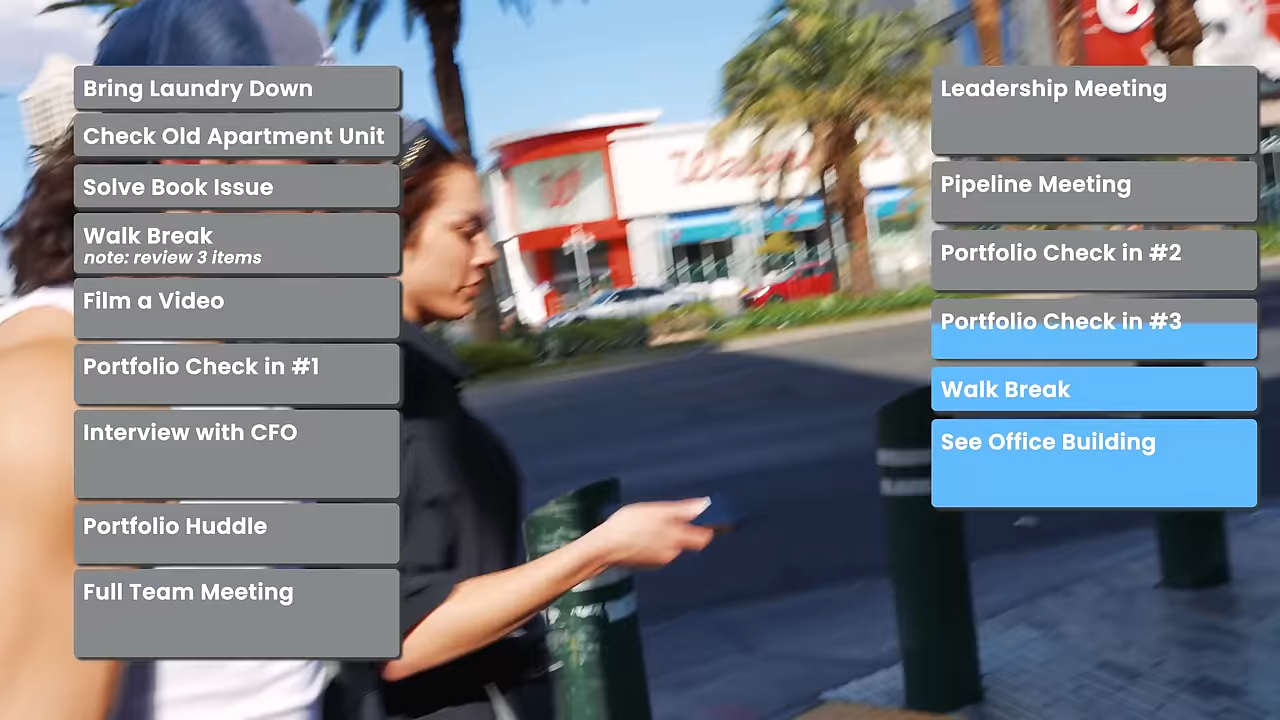 Bring Laundry Down
Check Old Apartment Unit
Solve Book Issue
Walk Break
note: review 3 items
Film a Video
Portfolio Check in #1
Interview with CFO
Portfolio Huddle
Full Team Meeting
Leadership Meeting
Pipeline Meeting
Portfolio Check in #2
Portfolio Check in #3
Walk Break
See Office Building